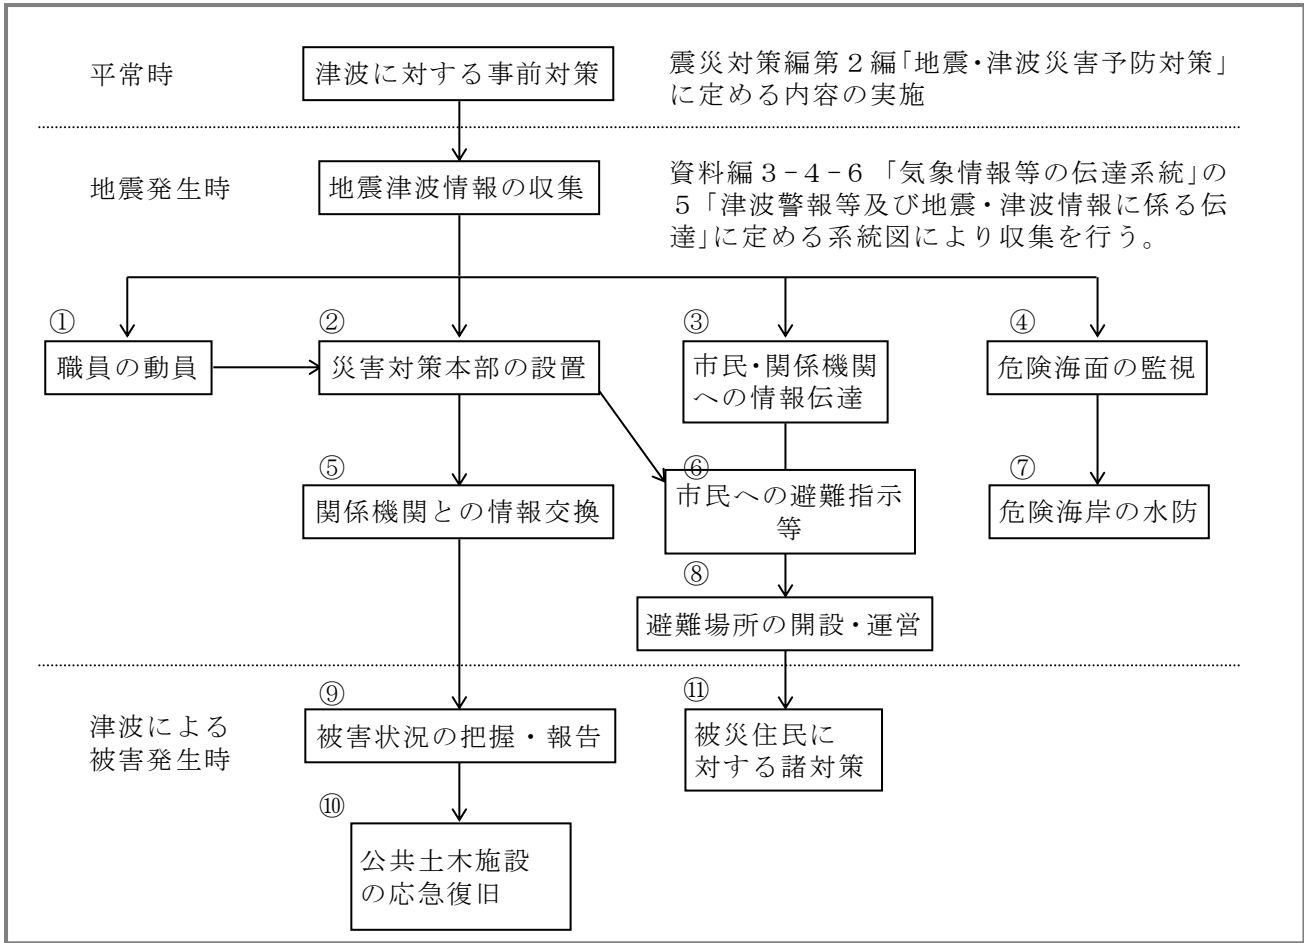 平常時
津波に対する事前対策
震災対策編第２編「地震・津波災害予防対策」
に定める内容の実施
地震発生時
地震津波情報の収集
資料編３−４−６「気象情報等の伝達系統」の
５「津波警報等及び地震・津波情報に係る伝
達」に定める系統図により収集を行う。
①
職員の動員
②
災害対策本部の設置
③
市民・関係機関
への情報伝達
④
危険海面の監視
⑤
関係機関との情報交換
⑥
市民への避難指示
等
⑦
危険海岸の水防
⑧
避難場所の開設・運営
津波による
被害発生時
⑨
被害状況の把握・報告
⑪
被災住民に
対する諸対策
⑩
公共土木施設
の応急復旧